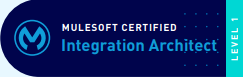 MULESOFT CERTIFIED
Integration Architect
LEVEL 1